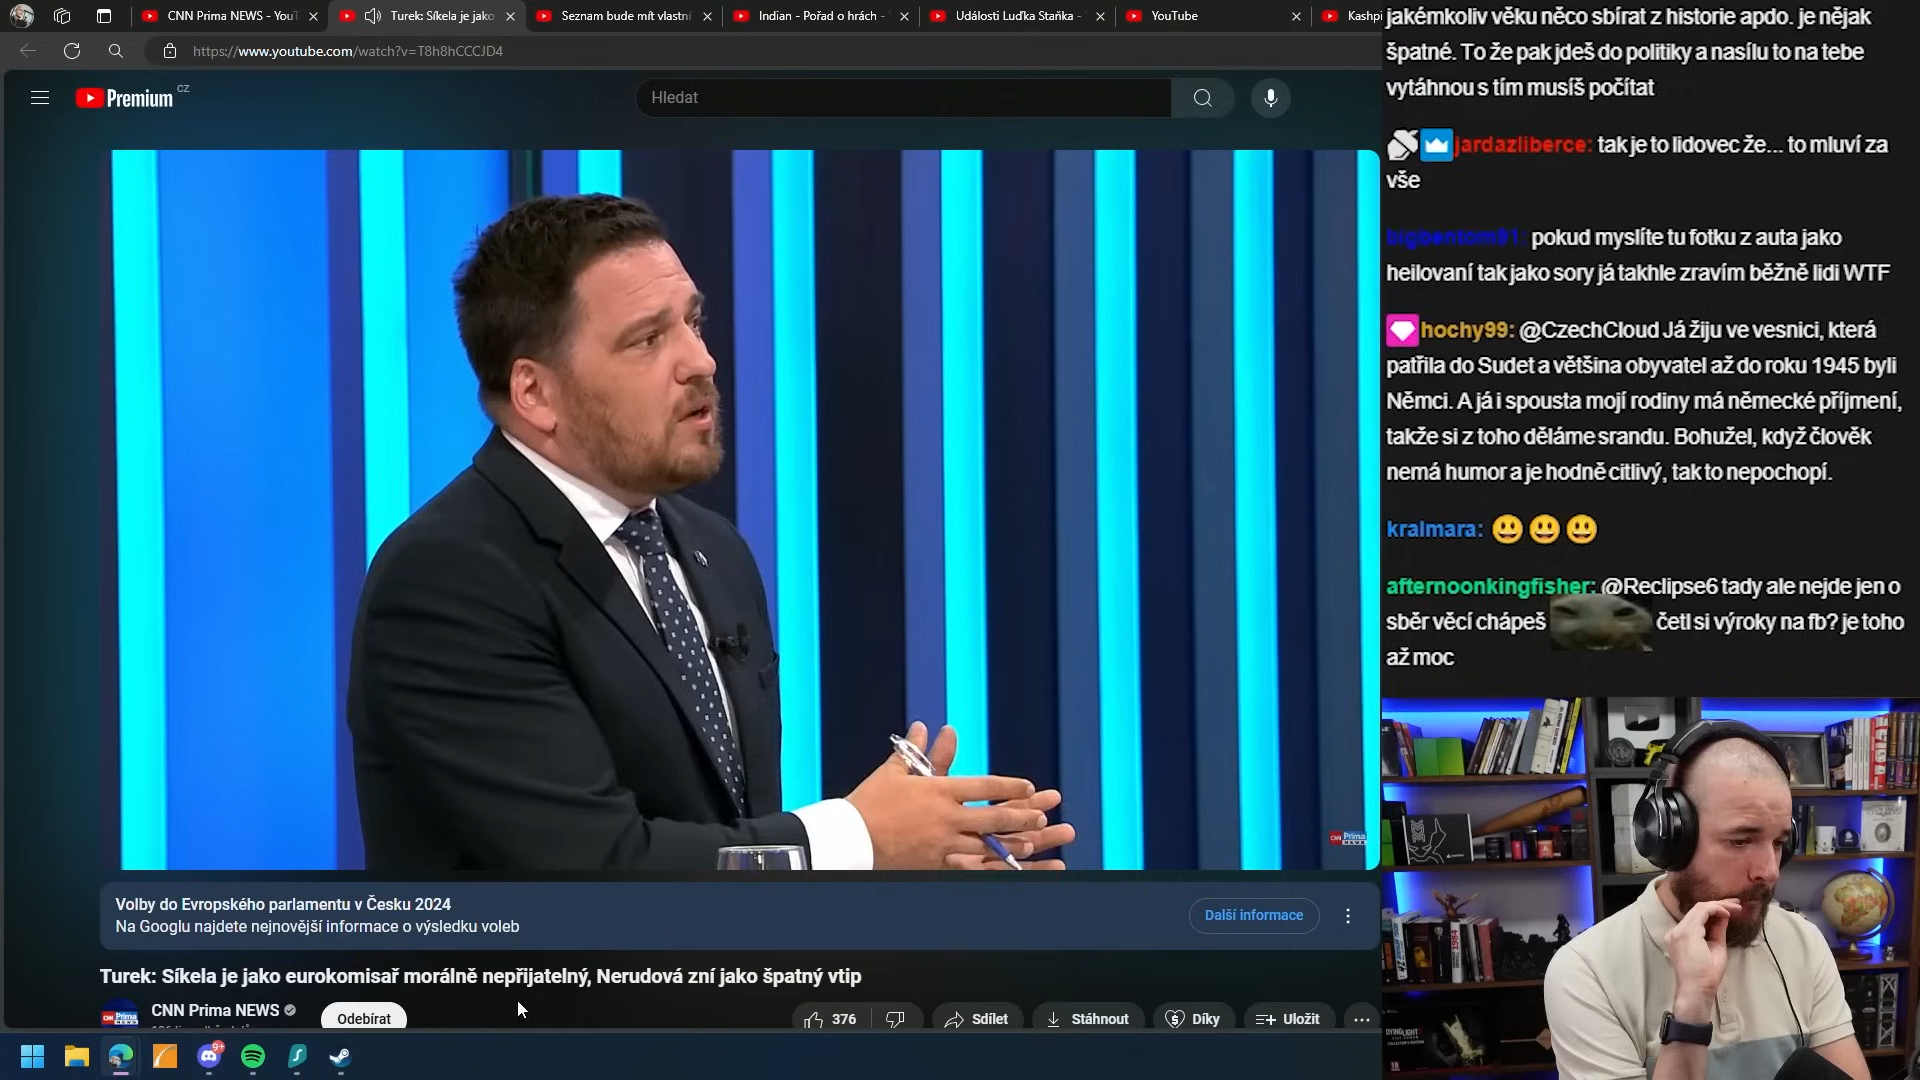 CNN Prima NEWS - YouT
Turek: Síkela je jako
Seznam bude mít vlastní
Indian - Pořad o hrách -
Události Luďka Staňka -
YouTube
Kashpi
https://www.youtube.com/watch?v=T8h8hCCCJD4
Premium CZ
Hledat
CNN Prima NEWS
Volby do Evropského parlamentu v Česku 2024
Na Googlu najdete nejnovější informace o výsledku voleb
Další informace
Turek: Síkela je jako eurokomisař morálně nepřijatelný, Nerudová zní jako špatný vtip
CNN Prima NEWS
Odebírat
376
Sdílet
Stáhnout
Díky
Uložit
9+
jakémkoliv věku něco sbírat z historie apdo. je nějak
špatné. To že pak jdeš do politiky a nasílu to na tebe
vytáhnou s tím musíš počítat
jardazliberce: tak je to lidovec že... to mluví za
vše
bigbentom91: pokud myslíte tu fotku z auta jako
heilovaní tak jako sory já takhle zravím běžně lidi WTF
hochy99: @CzechCloud Já žiju ve vesnici, která
patřila do Sudet a většina obyvatel až do roku 1945 byli
Němci. A já i spousta mojí rodiny má německé příjmení,
takže si z toho děláme srandu. Bohužel, když člověk
nemá humor a je hodně citlivý, tak to nepochopí.
kralmara: 😃 😃 😃
afternoonkingfisher: @Reclipse6 tady ale nejde jen o
sběr věcí chápeš četl si výroky na fb? je toho
až moc
1984